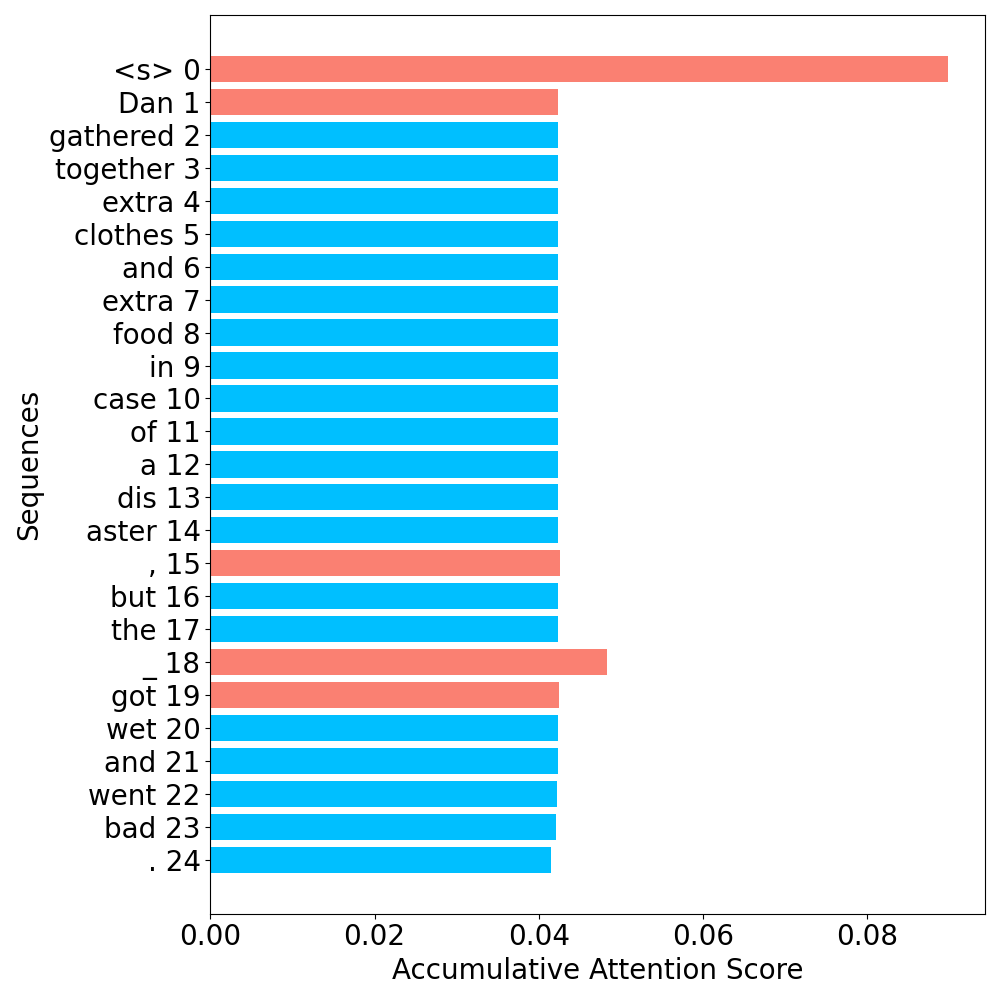 <s> 0
Dan 1
gathered 2
together 3
extra 4
clothes 5
and 6
extra 7
food 8
in 9
case 10
of 11
a 12
dis 13
aster 14
, 15
but 16
the 17
_ 18
got 19
wet 20
and 21
went 22
bad 23
. 24
Sequences
0.00 0.02 0.04 0.06 0.08
Accumulative Attention Score